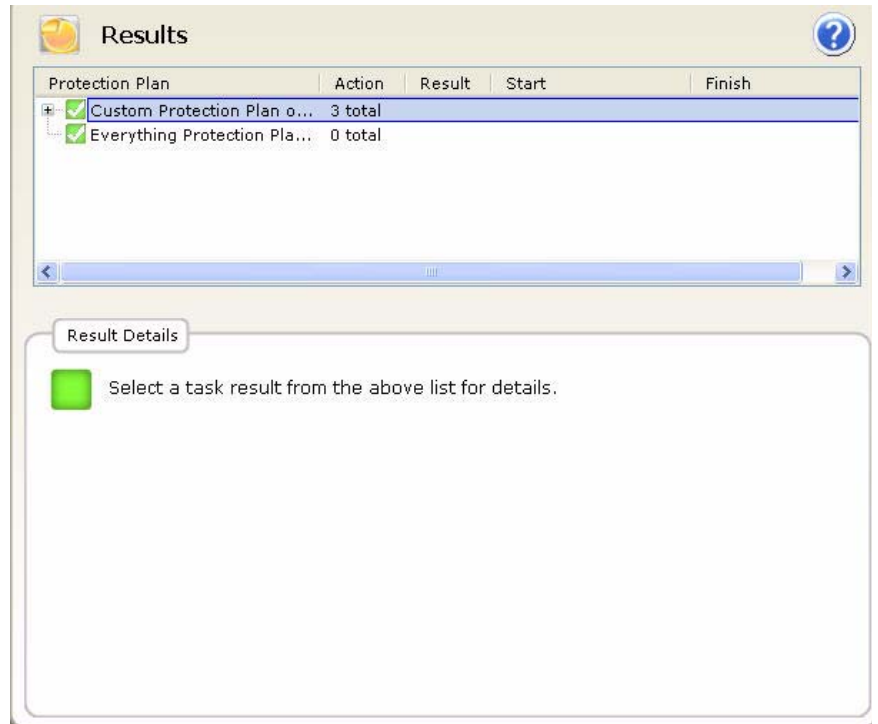 Results
?
Protection Plan Action Result Start Finish
Custom Protection Plan o... 3 total
Everything Protection Pla... 0 total
Result Details
Select a task result from the above list for details.